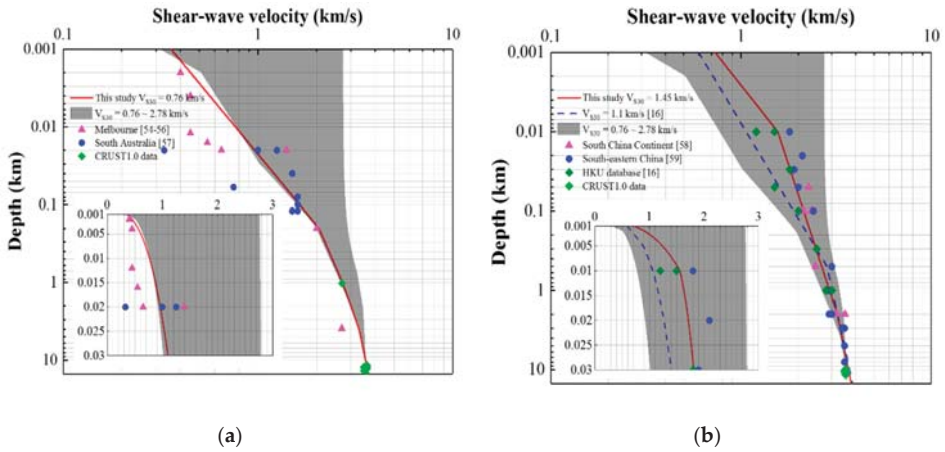 Shear-wave velocity (km/s)
0.1 1 10
0.001
0.01
0.1
1
10
Depth (km)
This study V_S30 = 0.76 km/s
V_S30 = 0.76 ~ 2.78 km/s
Melbourne [54-56]
South Australia [57]
CRUST1.0 data
0 1 2 3
0.001
0.005
0.01
0.015
0.02
0.025
0.03
(a)
Shear-wave velocity (km/s)
0.1 1 10
0.001
0.01
0.1
1
10
Depth (km)
This study V_S30 = 1.45 km/s
V_S30 = 1.1 km/s [16]
V_S30 = 0.76 ~ 2.78 km/s
South China Continent [58]
South-eastern China [59]
HKU database [16]
CRUST1.0 data
0 1 2 3
0.001
0.005
0.01
0.015
0.02
0.025
0.03
(b)